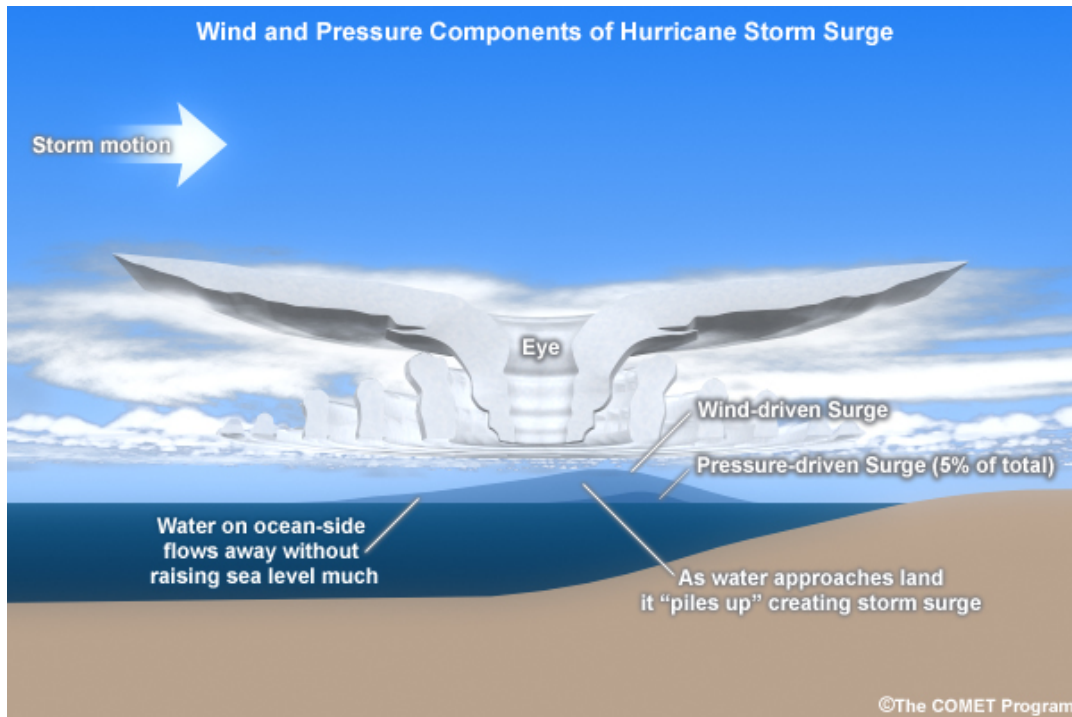 Wind and Pressure Components of Hurricane Storm Surge
Storm motion
Eye
Wind-driven Surge
Pressure-driven Surge (5% of total)
Water on ocean-side
flows away without
raising sea level much
As water approaches land
it “piles up” creating storm surge
©The COMET Program